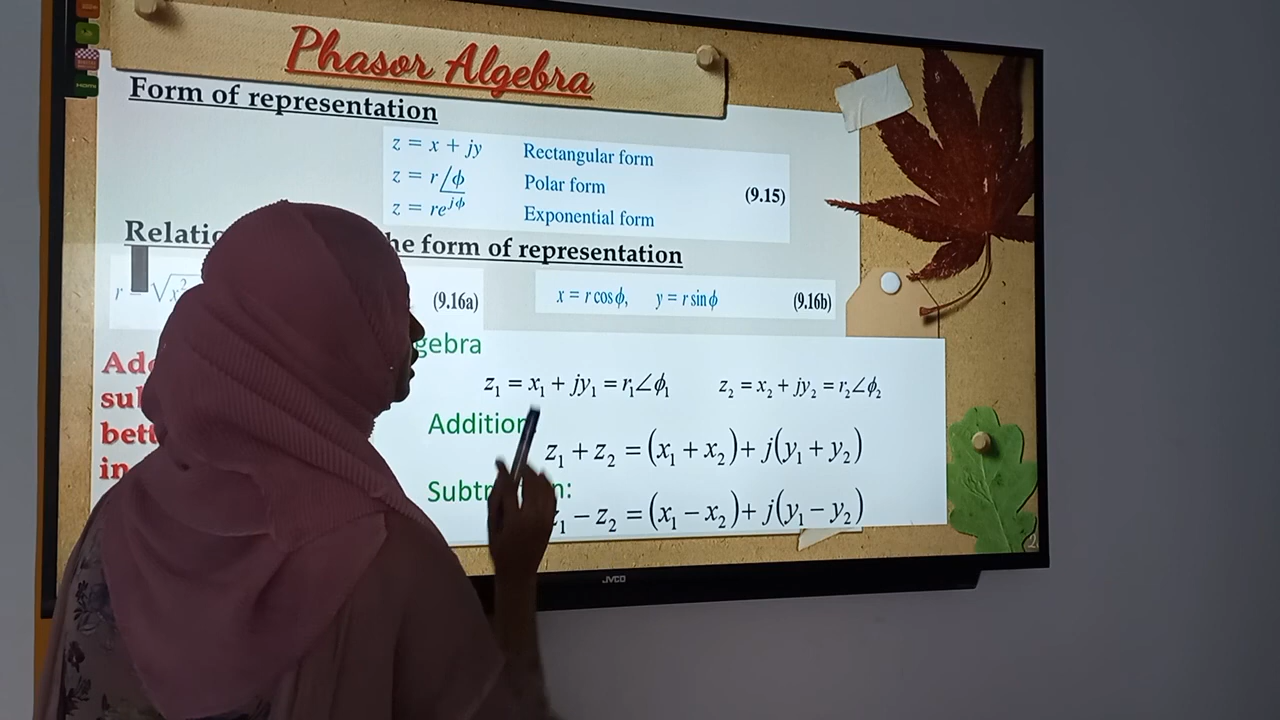 Phasor Algebra
Form of representation
z = x + jy Rectangular form
z = r∠ϕ Polar form (9.15)
z = re^{jϕ} Exponential form
he form of representation
(9.16a) x = r cos ϕ, y = r sin ϕ (9.16b)
gebra
z₁ = x₁ + jy₁ = r₁∠ϕ₁ z₂ = x₂ + jy₂ = r₂∠ϕ₂
Addition
z₁ + z₂ = (x₁ + x₂) + j(y₁ + y₂)
z₁ − z₂ = (x₁ − x₂) + j(y₁ − y₂)
in
JVCO